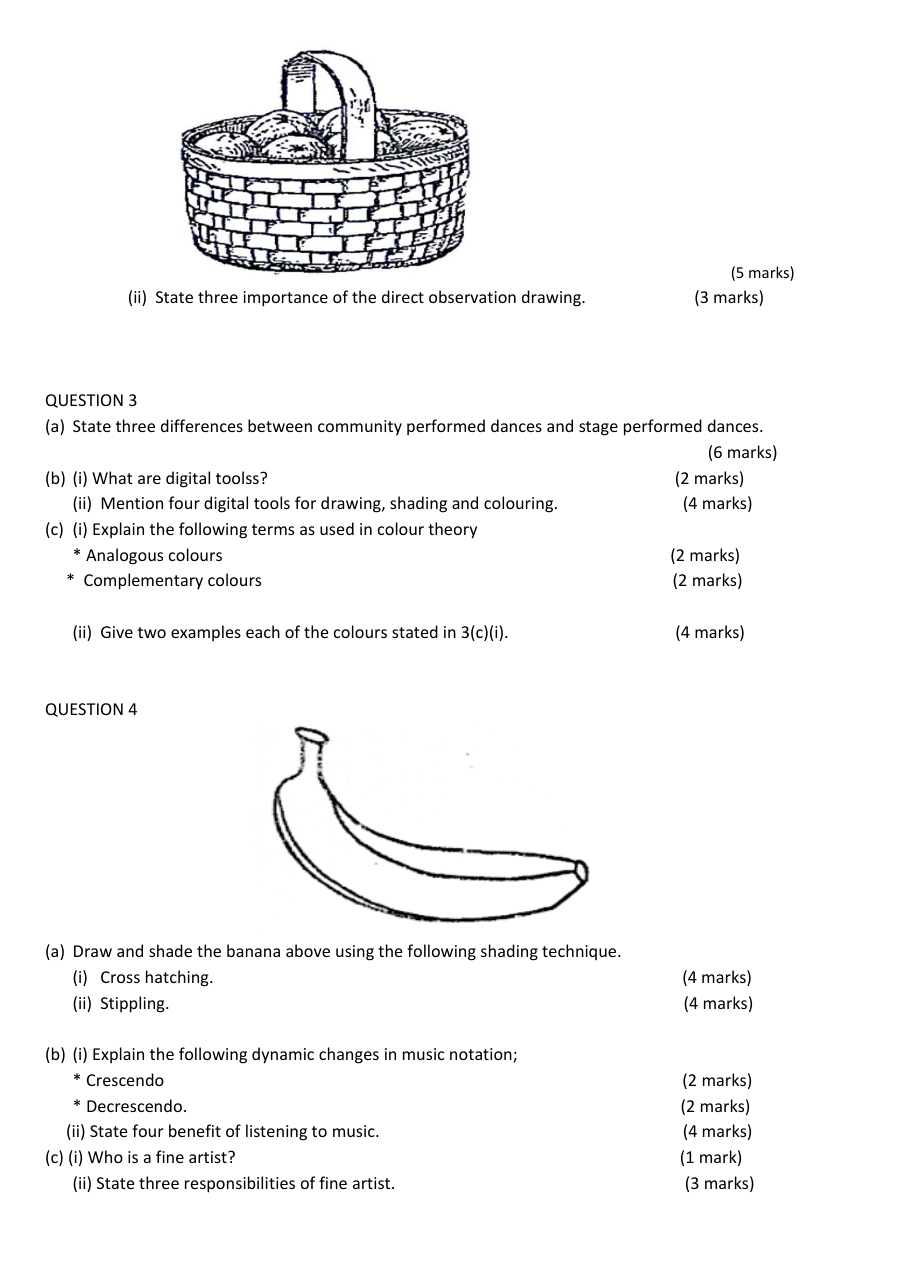 (5 marks)
(ii) State three importance of the direct observation drawing. (3 marks)
QUESTION 3
(a) State three differences between community performed dances and stage performed dances.
(6 marks)
(b) (i) What are digital toolss? (2 marks)
(ii) Mention four digital tools for drawing, shading and colouring. (4 marks)
(c) (i) Explain the following terms as used in colour theory
* Analogous colours (2 marks)
* Complementary colours (2 marks)
(ii) Give two examples each of the colours stated in 3(c)(i). (4 marks)
QUESTION 4
(a) Draw and shade the banana above using the following shading technique.
(i) Cross hatching. (4 marks)
(ii) Stippling. (4 marks)
(b) (i) Explain the following dynamic changes in music notation;
* Crescendo (2 marks)
* Decrescendo. (2 marks)
(ii) State four benefit of listening to music. (4 marks)
(c) (i) Who is a fine artist? (1 mark)
(ii) State three responsibilities of fine artist. (3 marks)